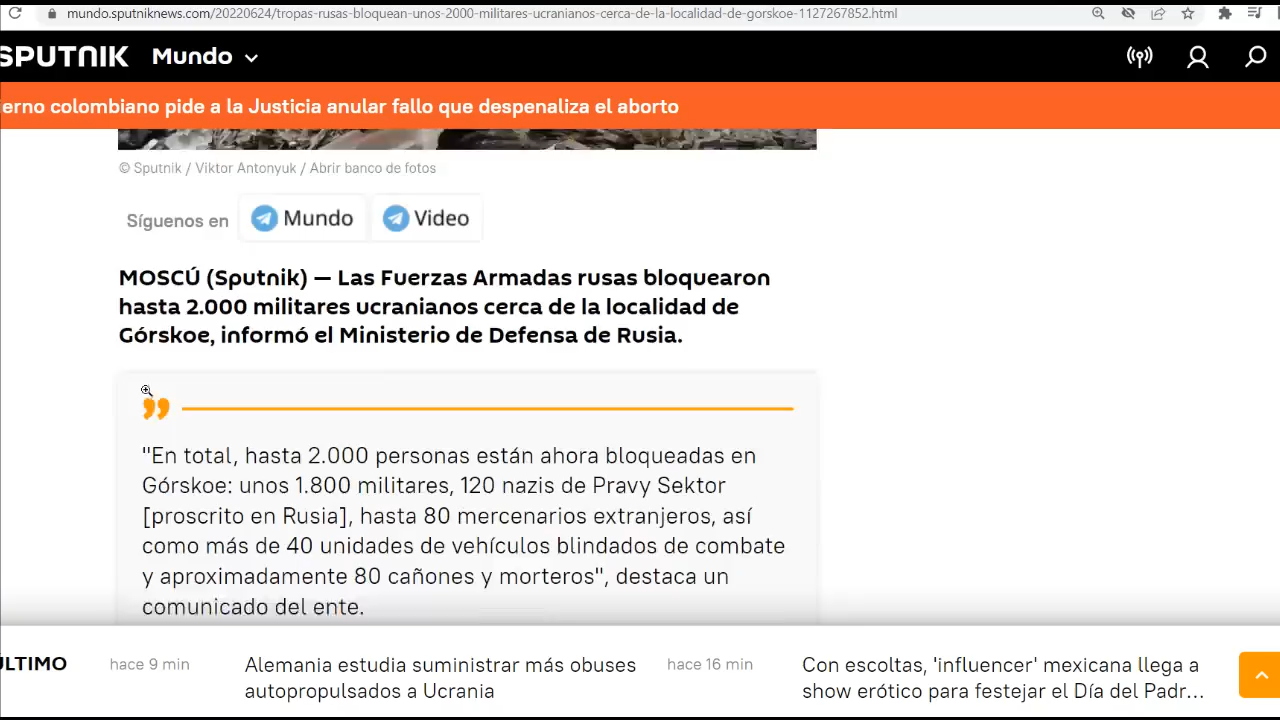 mundo.sputniknews.com/20220624/tropas-rusas-bloquean-unos-2000-militares-ucranianos-cerca-de-la-localidad-de-gorskoe-1127267852.html
SPUTNIK Mundo
erno colombiano pide a la Justicia anular fallo que despenaliza el aborto
© Sputnik / Viktor Antonyuk / Abrir banco de fotos
Síguenos en Mundo Video
MOSCÚ (Sputnik) — Las Fuerzas Armadas rusas bloquearon
hasta 2.000 militares ucranianos cerca de la localidad de
Górskoe, informó el Ministerio de Defensa de Rusia.
"En total, hasta 2.000 personas están ahora bloqueadas en
Górskoe: unos 1.800 militares, 120 nazis de Pravy Sektor
[proscrito en Rusia], hasta 80 mercenarios extranjeros, así
como más de 40 unidades de vehículos blindados de combate
y aproximadamente 80 cañones y morteros", destaca un
comunicado del ente.
ÚLTIMO
hace 9 min
Alemania estudia suministrar más obuses
autopropulsados a Ucrania
hace 16 min
Con escoltas, 'influencer' mexicana llega a
show erótico para festejar el Día del Padr...